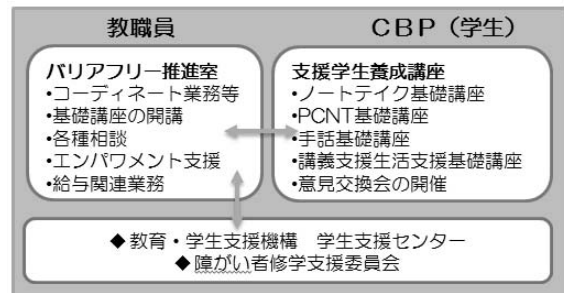 教職員
CBP（学生）
バリアフリー推進室
•コーディネート業務等
•基礎講座の開講
•各種相談
•エンパワメント支援
•給与関連業務
支援学生養成講座
•ノートテイク基礎講座
•PCNT基礎講座
•手話基礎講座
•講義支援生活支援基礎講座
•意見交換会の開催
◆教育・学生支援機構　学生支援センター
◆障がい者修学支援委員会